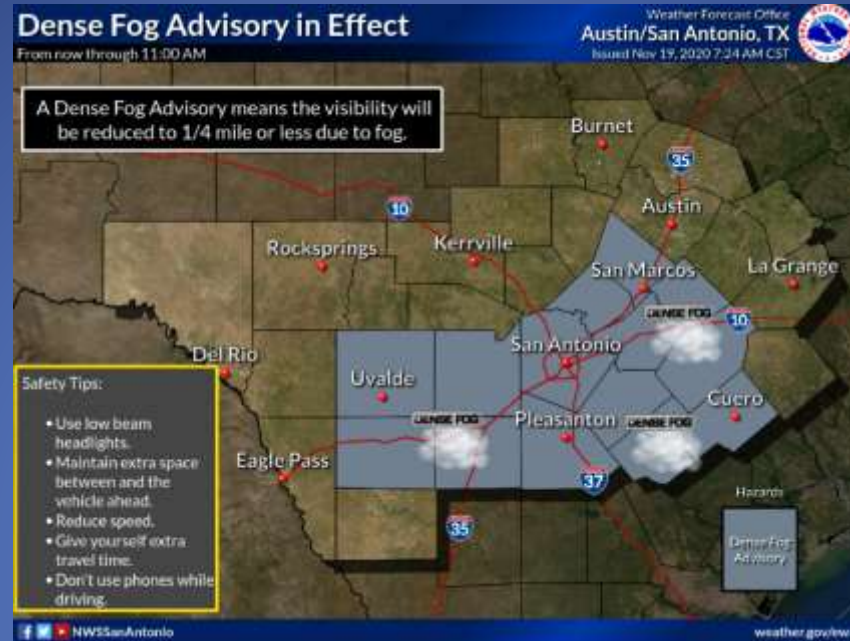 Dense Fog Advisory in Effect
From now through 11:00 AM
Weather Forecast Office
Austin/San Antonio, TX
Issued Nov 19, 2020 7:24 AM CST
A Dense Fog Advisory means the visibility will
be reduced to 1/4 mile or less due to fog.
Burnet
35
Austin
10
Rocksprings
Kerrville
San Marcos
La Grange
DENSE FOG
10
San Antonio
Del Rio
Uvalde
Cuero
DENSE FOG
Pleasanton
DENSE FOG
Eagle Pass
37
35
Safety Tips:
• Use low beam
headlights.
• Maintain extra space
between and the
vehicle ahead.
• Reduce speed.
• Give yourself extra
travel time.
• Don't use phones while
driving.
Hazards
Dense Fog
Advisory
NWSSanAntonio
weather.gov/ewx